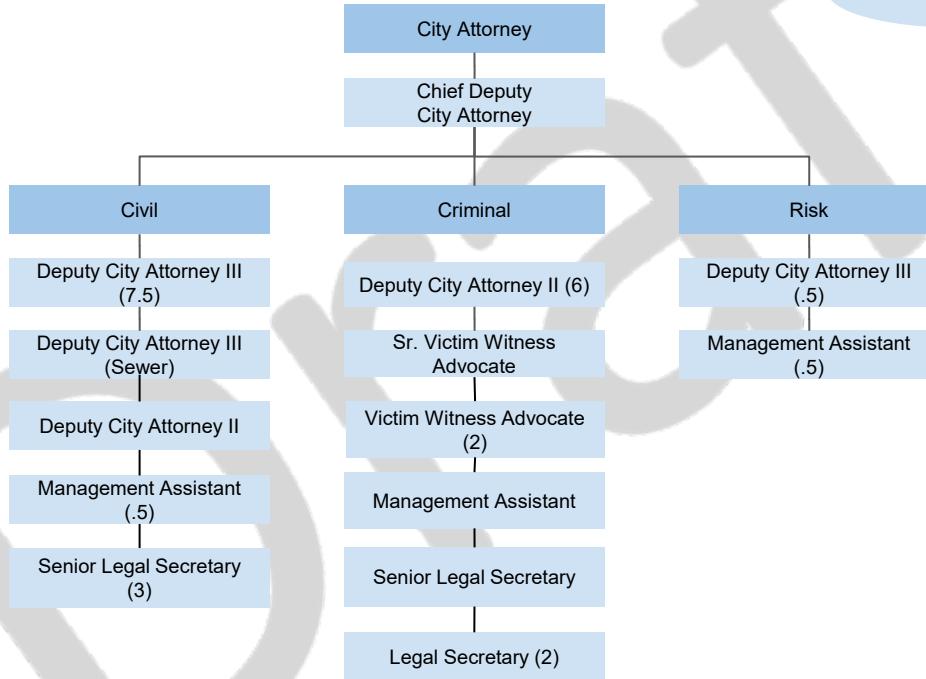 City Attorney
Chief Deputy
City Attorney
Civil
Criminal
Risk
Deputy City Attorney III
(7.5)
Deputy City Attorney III
(Sewer)
Deputy City Attorney II
Management Assistant
(.5)
Senior Legal Secretary
(3)
Deputy City Attorney II (6)
Sr. Victim Witness
Advocate
Victim Witness Advocate
(2)
Management Assistant
Senior Legal Secretary
Legal Secretary (2)
Deputy City Attorney III
(.5)
Management Assistant
(.5)
Draft